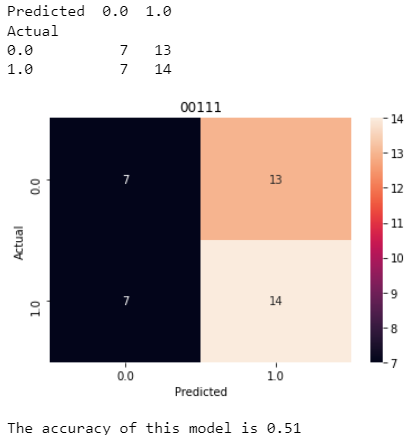 Predicted  0.0  1.0
Actual
0.0          7   13
1.0          7   14
00111
14
13
12
11
10
9
8
7
0.0
7
13
Actual
1.0
7
14
0.0
1.0
Predicted
The accuracy of this model is 0.51